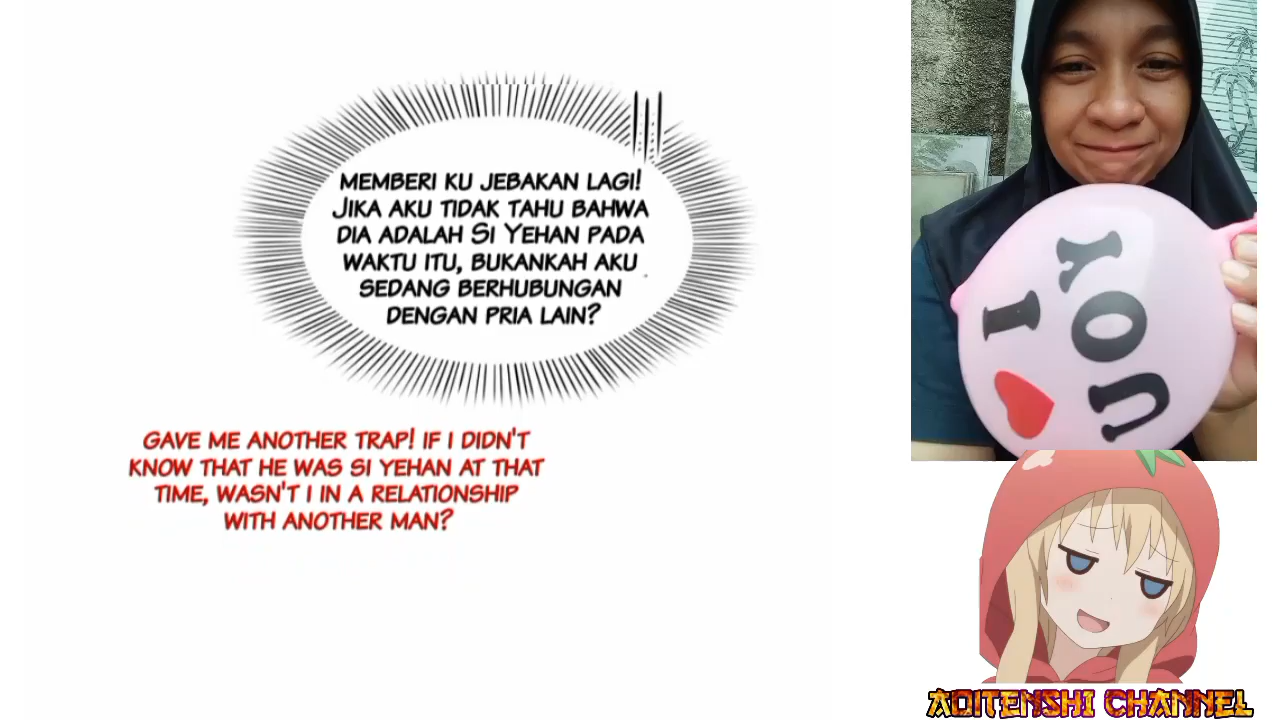 MEMBERI KU JEBAKAN LAGI!
JIKA AKU TIDAK TAHU BAHWA
DIA ADALAH SI YEHAN PADA
WAKTU ITU, BUKANKAH AKU
SEDANG BERHUBUNGAN
DENGAN PRIA LAIN?
GAVE ME ANOTHER TRAP! IF I DIDN'T
KNOW THAT HE WAS SI YEHAN AT THAT
TIME, WASN'T I IN A RELATIONSHIP
WITH ANOTHER MAN?
I
YOU
AOITENSHI CHANNEL